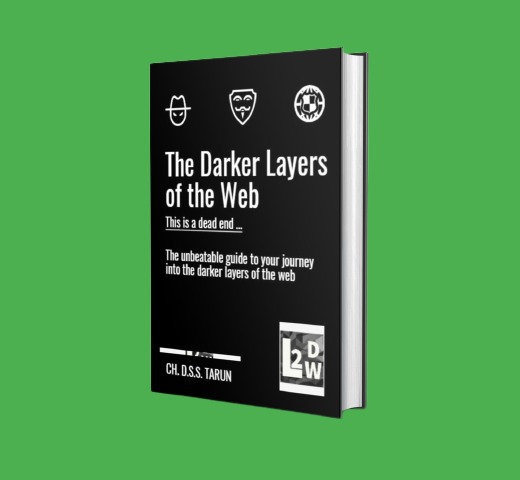 The Darker Layers
of the Web
This is a dead end ...
The unbeatable guide to your journey
into the darker layers of the web
CH. D.S.S. TARUN
L2
D
W